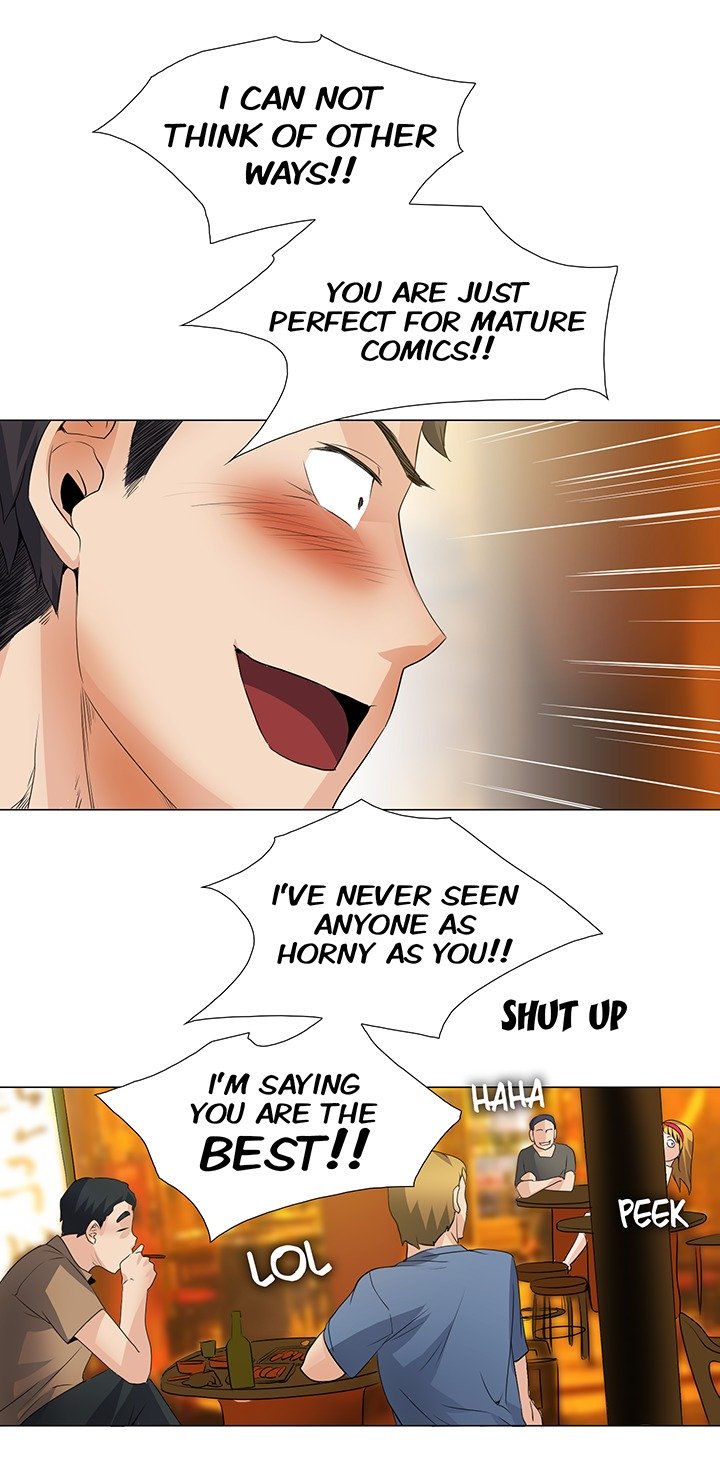 I CAN NOT
THINK OF OTHER
WAYS!!
YOU ARE JUST
PERFECT FOR MATURE
COMICS!!
I'VE NEVER SEEN
ANYONE AS
HORNY AS YOU!!
SHUT UP
I'M SAYING
YOU ARE THE
BEST!!
HAHA
PEEK
LOL